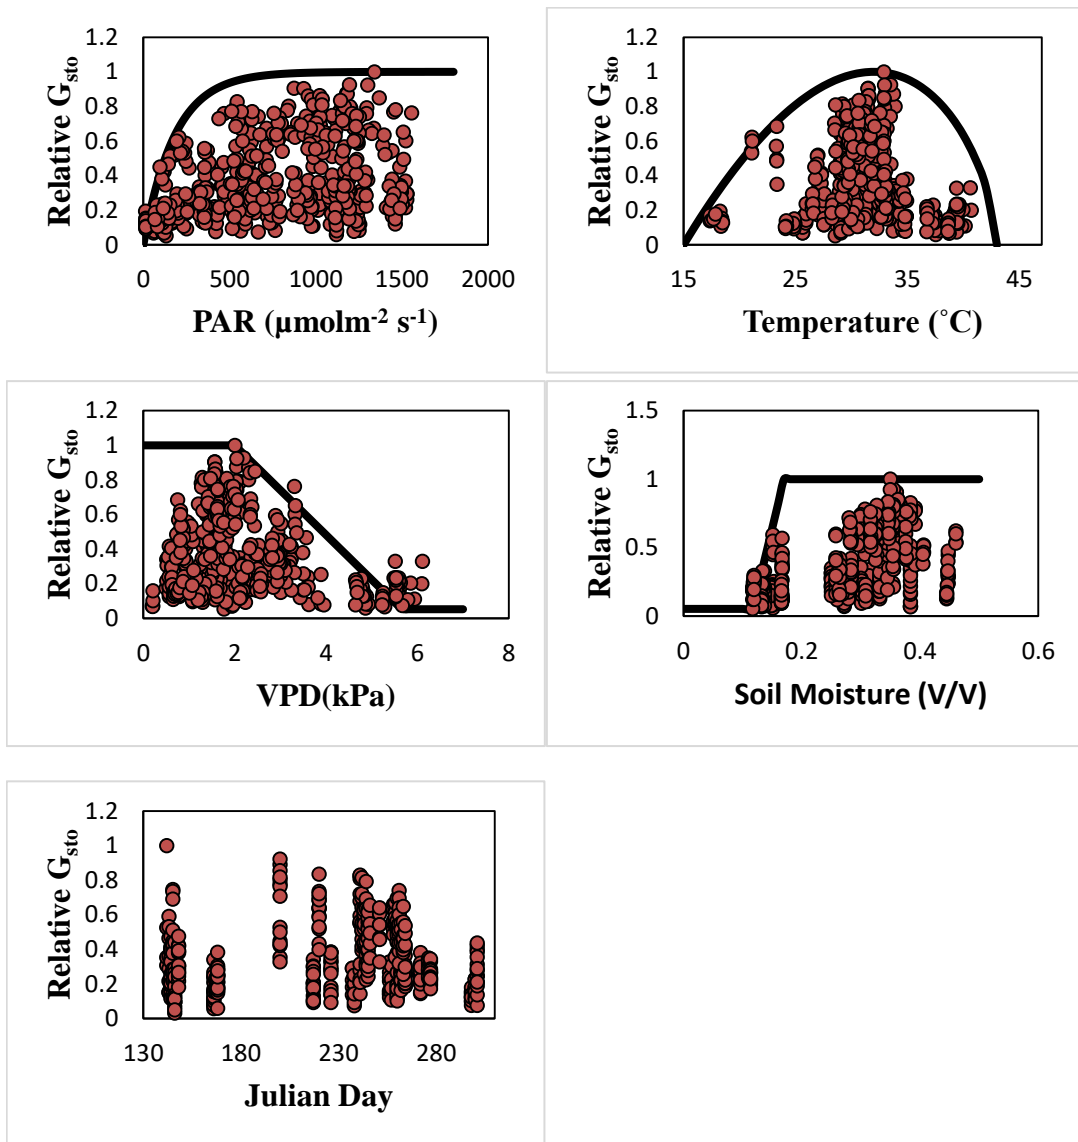 1.2
1
0.8
0.6
0.4
0.2
0
Relative Gsto
0 500 1000 1500 2000
PAR (µmolm-2 s-1)
1.2
1
0.8
0.6
0.4
0.2
0
Relative Gsto
15 25 35 45
Temperature (˚C)
1.2
1
0.8
0.6
0.4
0.2
0
Relative Gsto
0 2 4 6 8
VPD(kPa)
1.5
1
0.5
0
Relative Gsto
0 0.2 0.4 0.6
Soil Moisture (V/V)
1.2
1
0.8
0.6
0.4
0.2
0
Relative Gsto
130 180 230 280
Julian Day